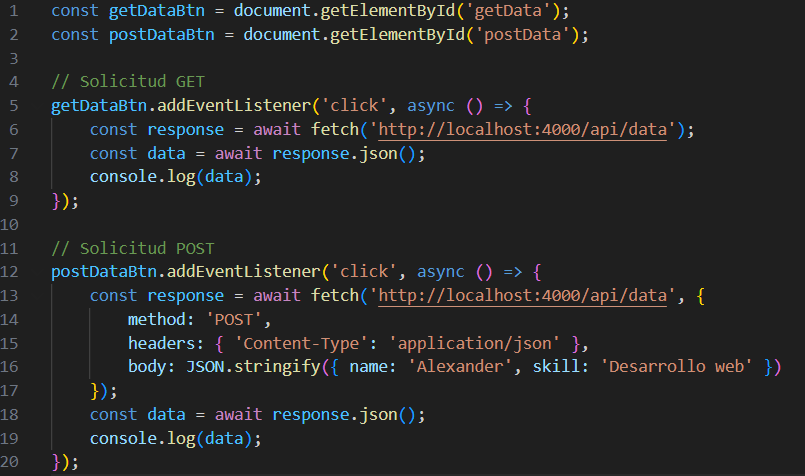 1 const getDataBtn = document.getElementById('getData');
2 const postDataBtn = document.getElementById('postData');
3
4 // Solicitud GET
5 getDataBtn.addEventListener('click', async () => {
6     const response = await fetch('http://localhost:4000/api/data');
7     const data = await response.json();
8     console.log(data);
9 });
10
11 // Solicitud POST
12 postDataBtn.addEventListener('click', async () => {
13     const response = await fetch('http://localhost:4000/api/data', {
14         method: 'POST',
15         headers: { 'Content-Type': 'application/json' },
16         body: JSON.stringify({ name: 'Alexander', skill: 'Desarrollo web' })
17     });
18     const data = await response.json();
19     console.log(data);
20 });